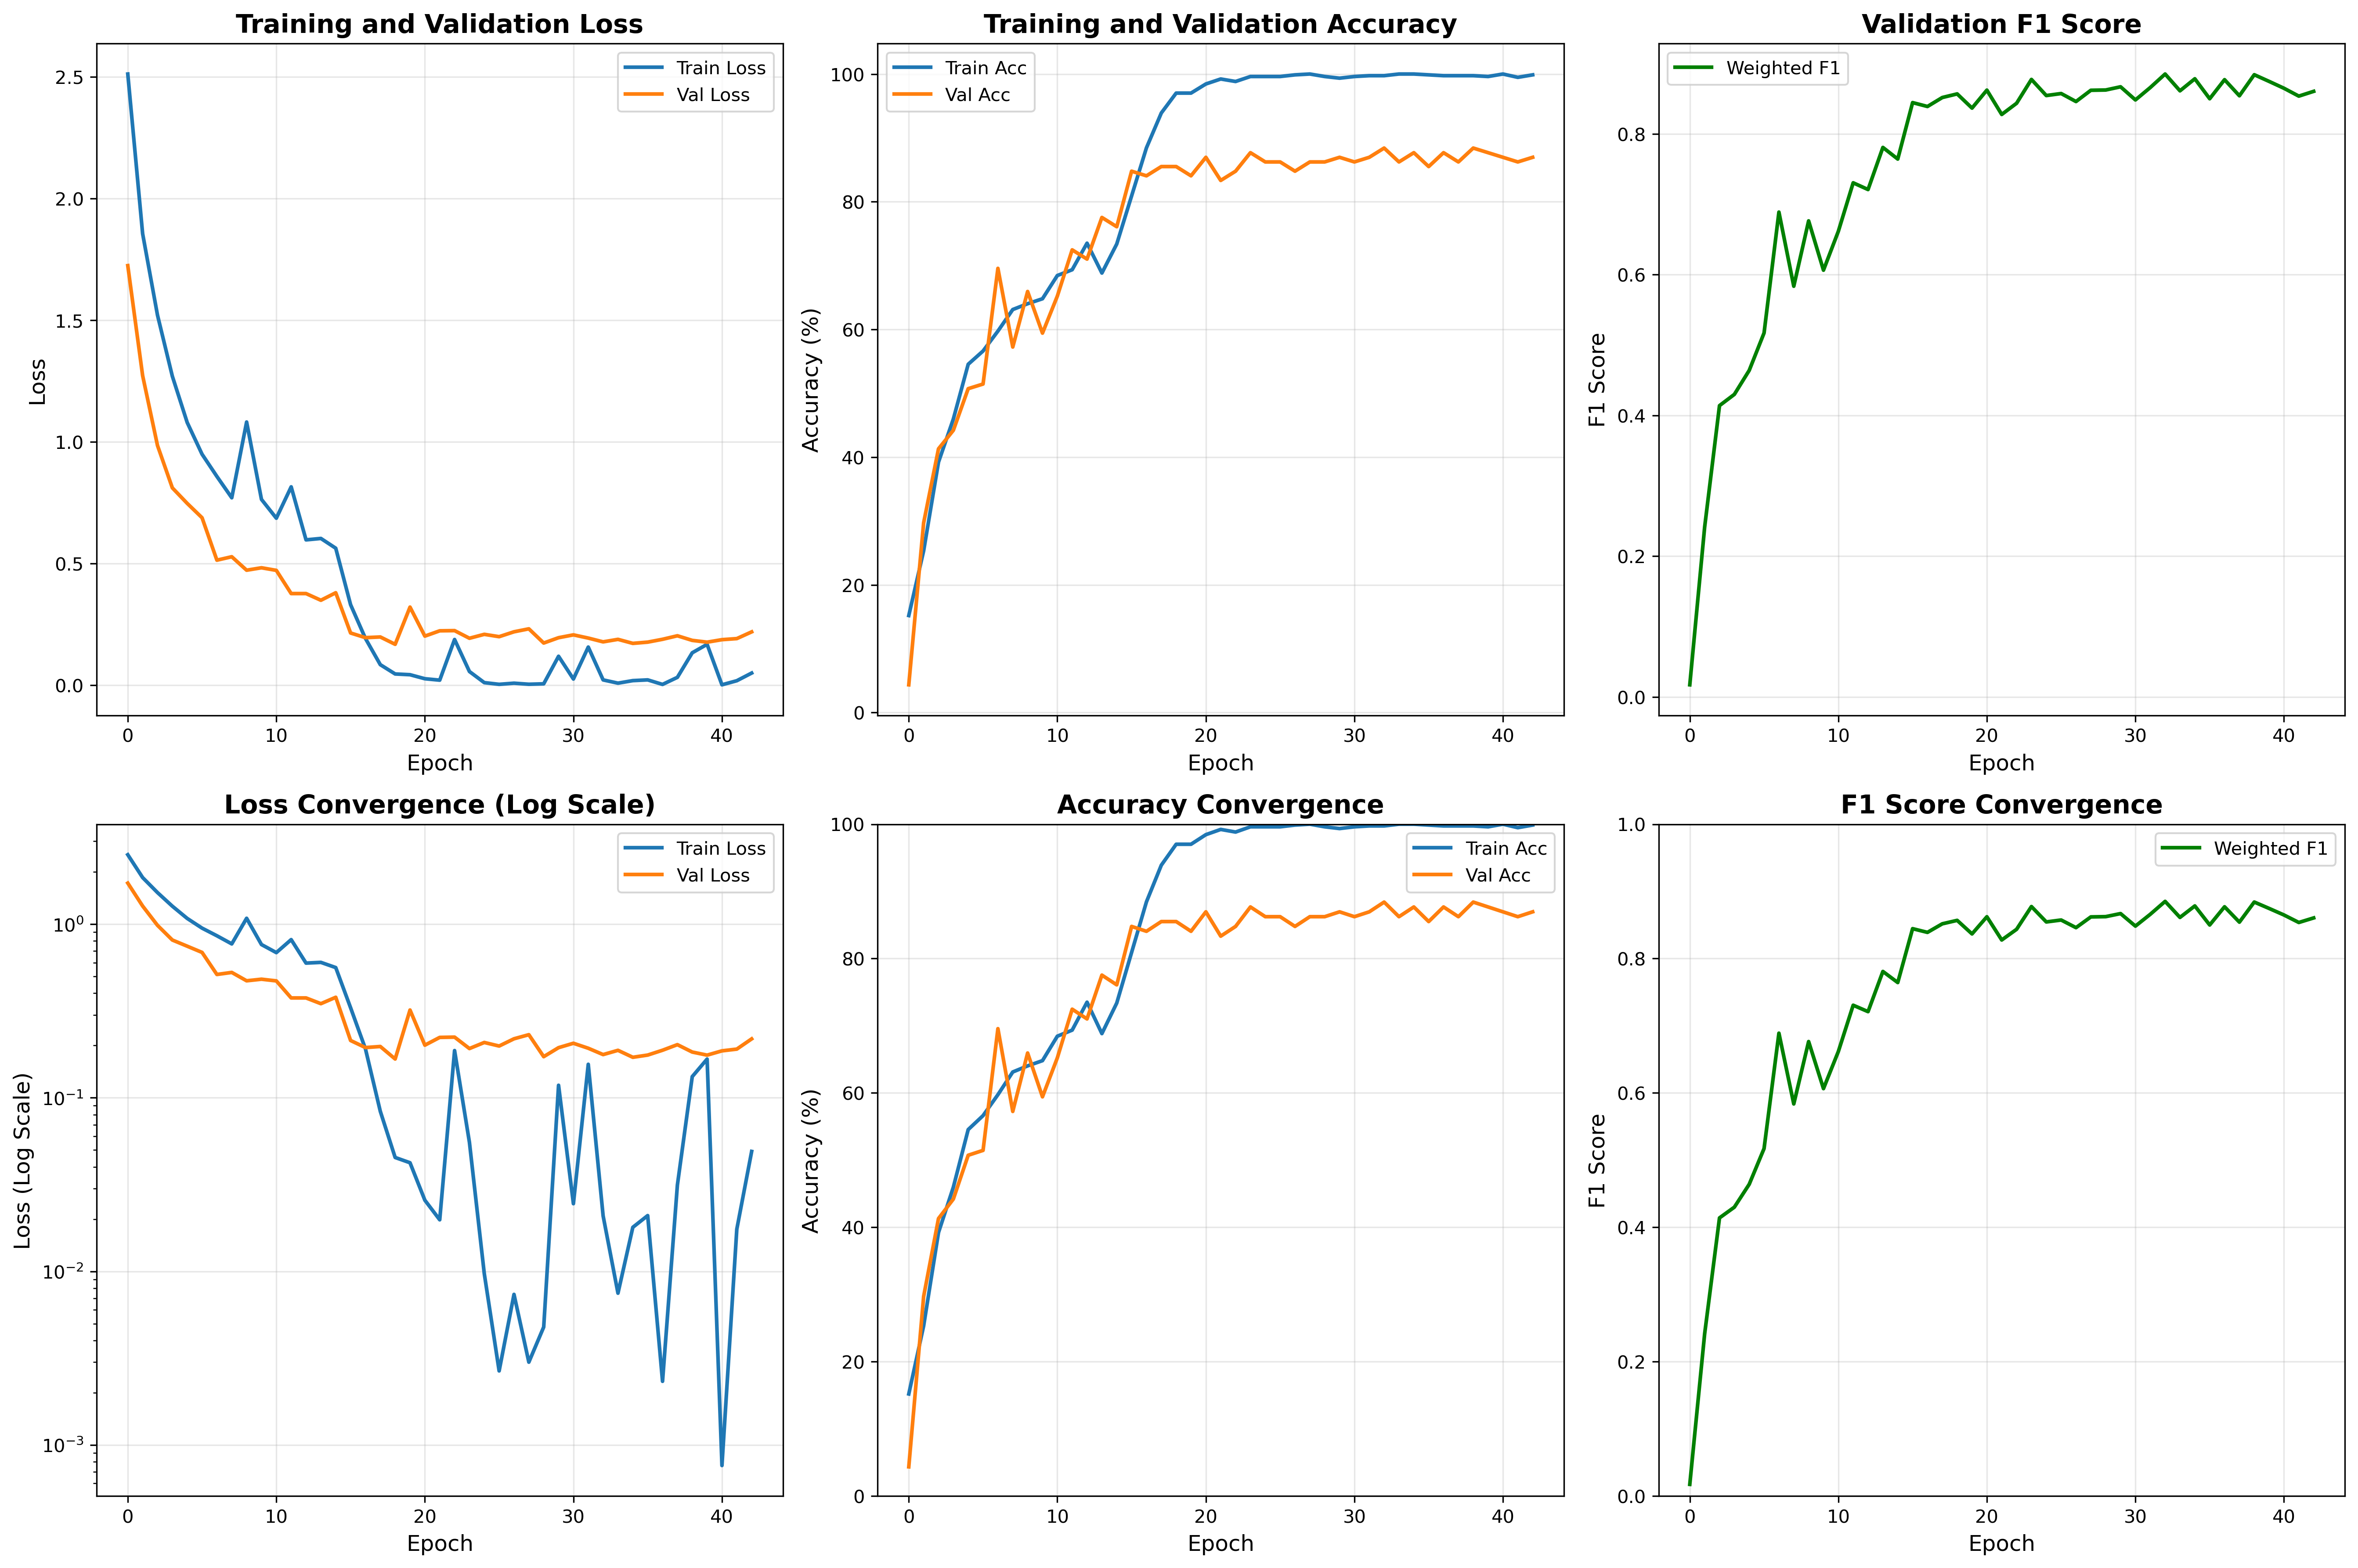 Training and Validation Loss
2.5
2.0
1.5
1.0
0.5
0.0
Loss
Train Loss
Val Loss
0 10 20 30 40
Epoch
Training and Validation Accuracy
100
80
60
40
20
0
Accuracy (%)
Train Acc
Val Acc
0 10 20 30 40
Epoch
Validation F1 Score
0.8
0.6
0.4
0.2
0.0
F1 Score
Weighted F1
0 10 20 30 40
Epoch
Loss Convergence (Log Scale)
10⁰
10⁻¹
10⁻²
10⁻³
Loss (Log Scale)
Train Loss
Val Loss
0 10 20 30 40
Epoch
Accuracy Convergence
100
80
60
40
20
0
Accuracy (%)
Train Acc
Val Acc
0 10 20 30 40
Epoch
F1 Score Convergence
1.0
0.8
0.6
0.4
0.2
0.0
F1 Score
Weighted F1
0 10 20 30 40
Epoch